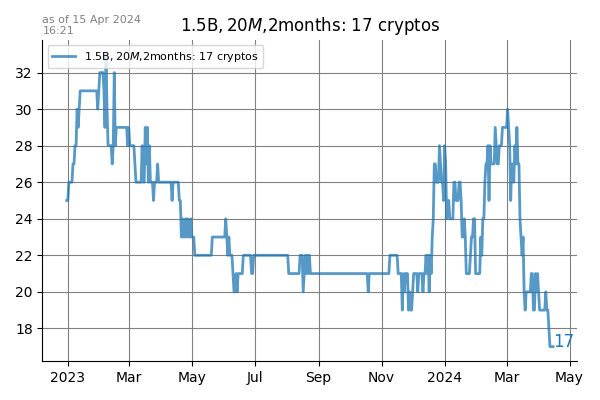 as of 15 Apr 2024
16:21
1.5B, 20M,2months: 17 cryptos
1.5B, 20M,2months: 17 cryptos
32
30
28
26
24
22
20
18
17
2023
Mar
May
Jul
Sep
Nov
2024
Mar
May